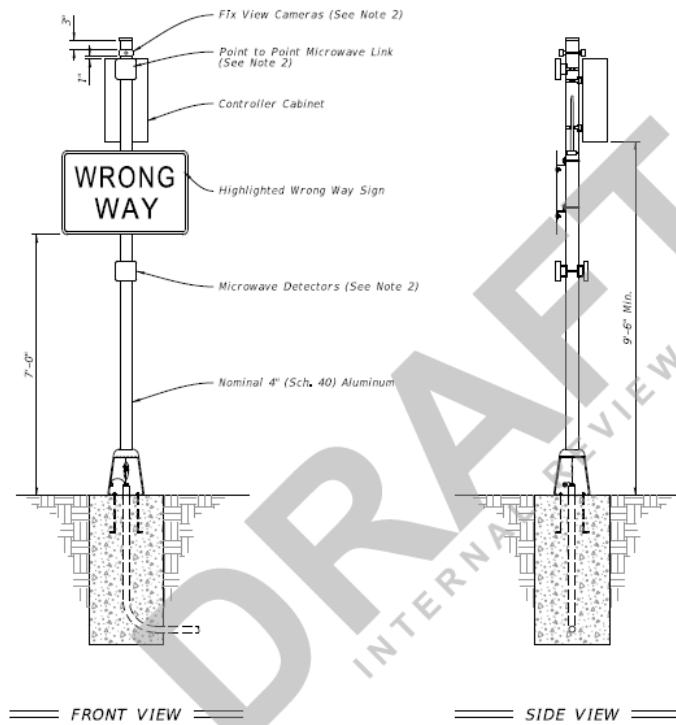 3"
1"
Fix View Cameras (See Note 2)
Point to Point Microwave Link
(See Note 2)
Controller Cabinet
WRONG
WAY
Highlighted Wrong Way Sign
Microwave Detectors (See Note 2)
7'-0"
9'-6" Min.
Nominal 4" (Sch. 40) Aluminum
DRAFT
INTERNAL REVIEW
FRONT VIEW
SIDE VIEW